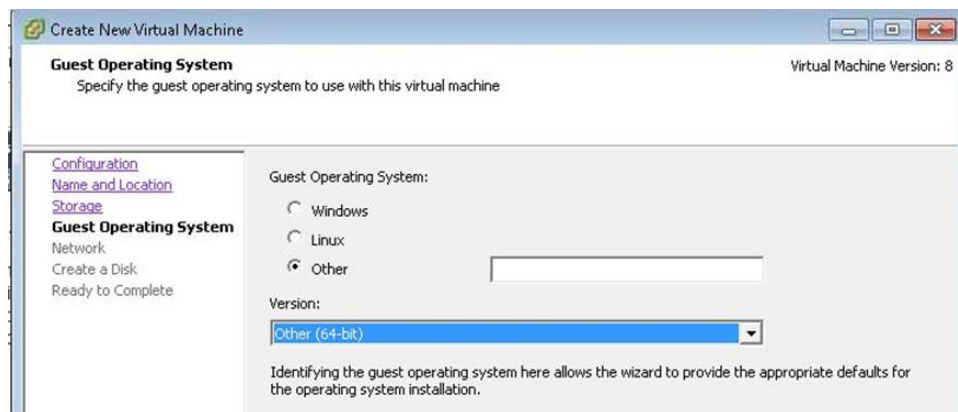 Create New Virtual Machine
Guest Operating System
Virtual Machine Version: 8
Specify the guest operating system to use with this virtual machine
Configuration
Name and Location
Storage
Guest Operating System
Network
Create a Disk
Ready to Complete
Guest Operating System:
Windows
Linux
Other
Version:
Other (64-bit)
Identifying the guest operating system here allows the wizard to provide the appropriate defaults for
the operating system installation.